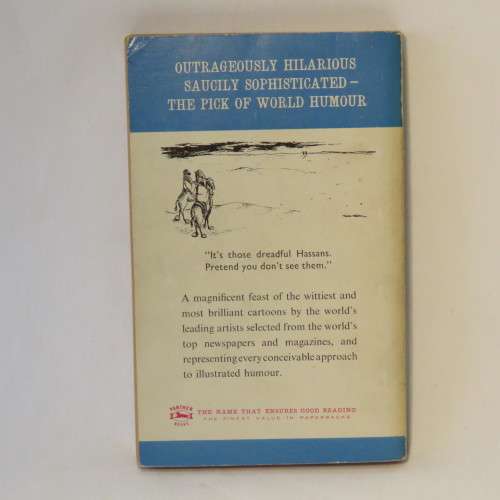 OUTRAGEOUSLY HILARIOUS
SAUCILY SOPHISTICATED —
THE PICK OF WORLD HUMOUR
"It's those dreadful Hassans.
Pretend you don't see them."
A magnificent feast of the wittiest and
most brilliant cartoons by the world's
leading artists selected from the world's
top newspapers and magazines, and
representing every conceivable approach
to illustrated humour.
PANTHER
BOOKS
THE NAME THAT ENSURES GOOD READING
THE FINEST VALUE IN PAPERBACKS